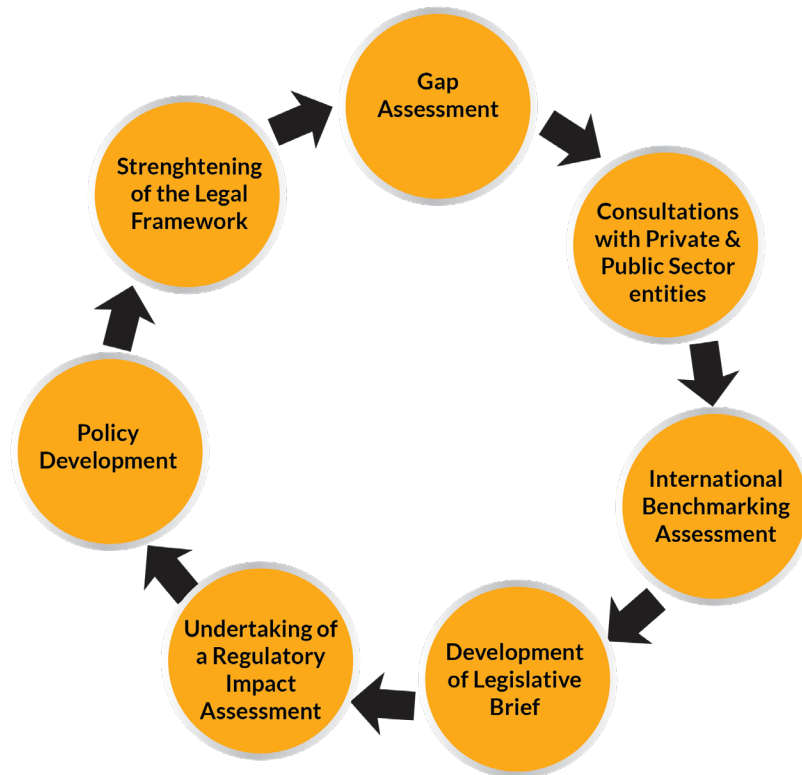 Gap
Assessment
Consultations
with Private &
Public Sector
entities
International
Benchmarking
Assessment
Development
of Legislative
Brief
Undertaking of
a Regulatory
Impact
Assessment
Policy
Development
Strenghtening
of the Legal
Framework